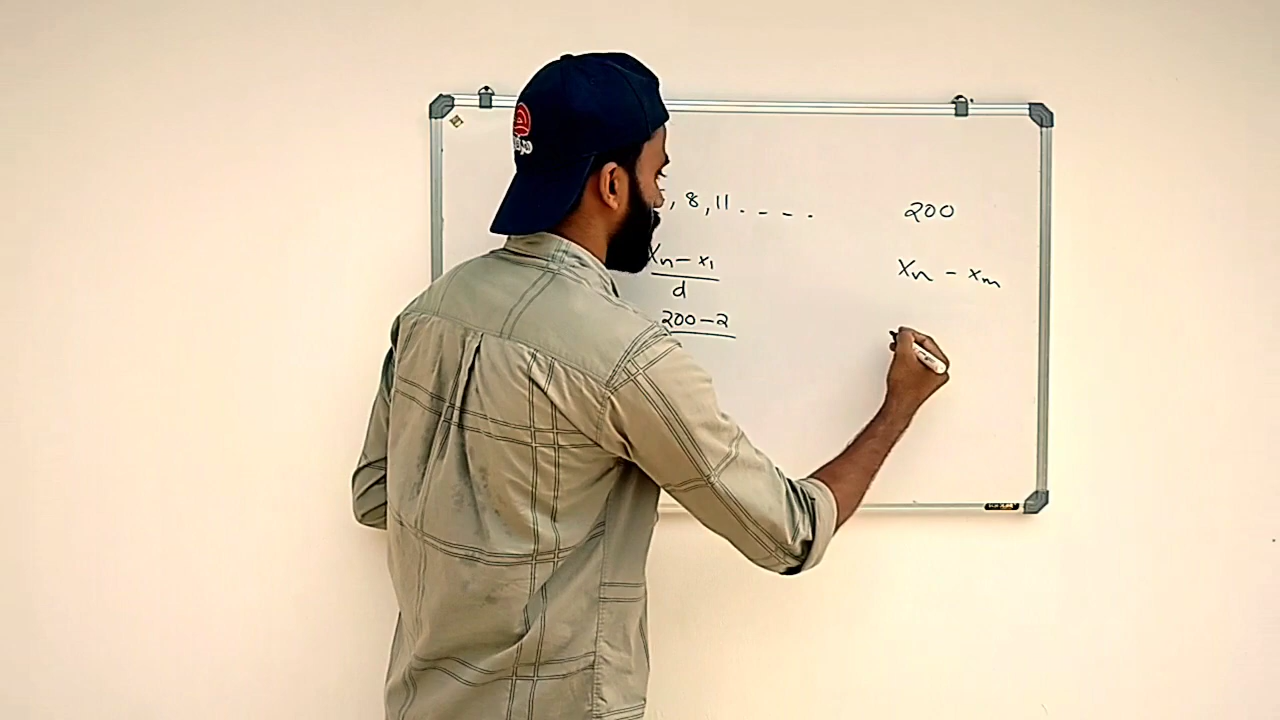 , 8, 11 . - - - .
200
xn - x1
d
xn - xm
200 - 2